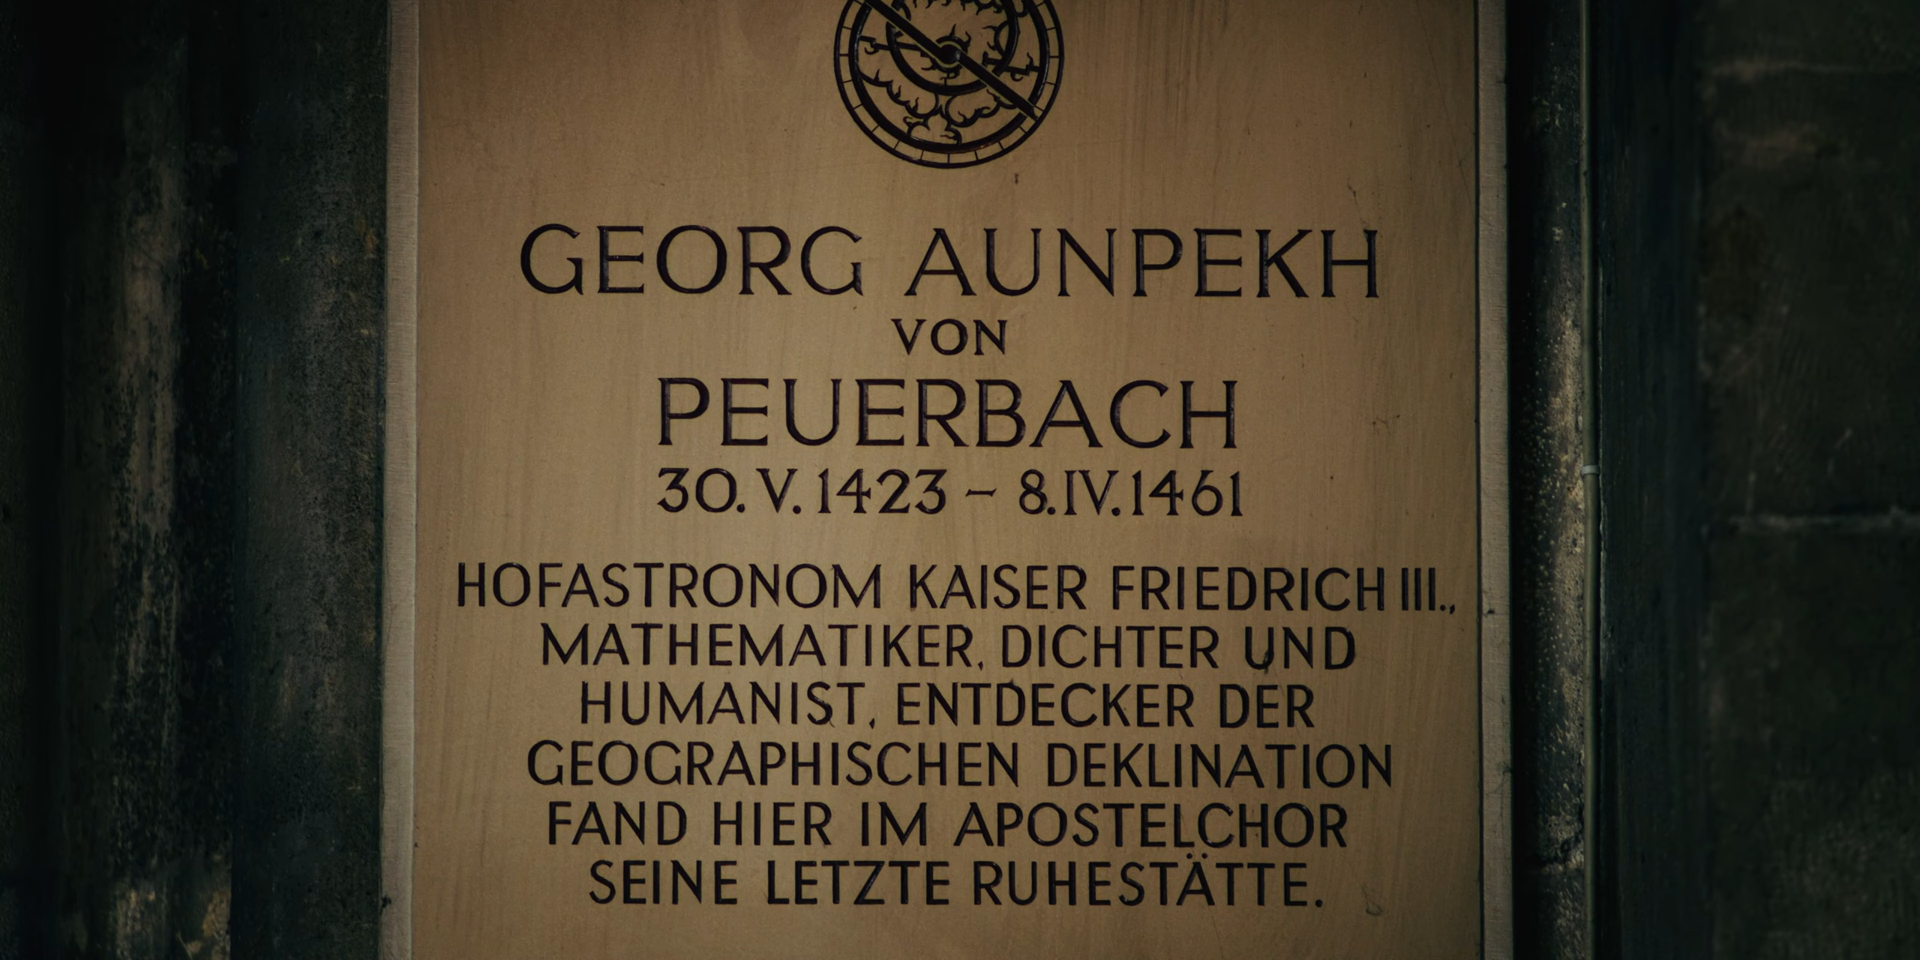 GEORG AUNPEKH
VON
PEUERBACH
30. V. 1423 – 8. IV. 1461
HOFASTRONOM KAISER FRIEDRICH III.,
MATHEMATIKER, DICHTER UND
HUMANIST, ENTDECKER DER
GEOGRAPHISCHEN DEKLINATION
FAND HIER IM APOSTELCHOR
SEINE LETZTE RUHESTÄTTE.